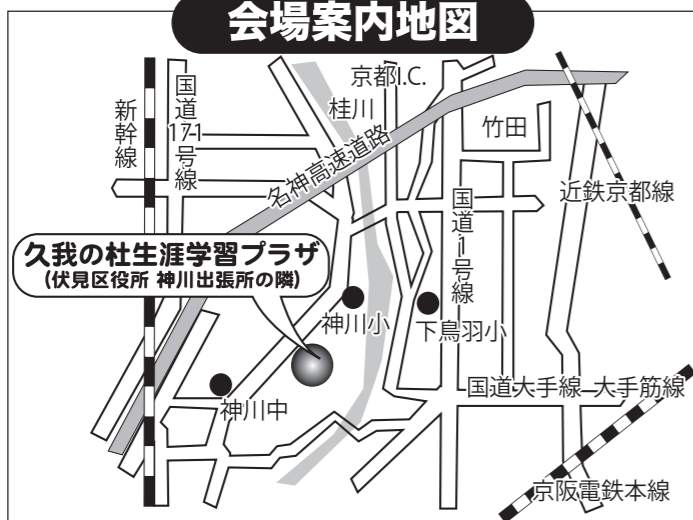 会場案内地図
京都I.C.
桂川
新幹線
国道171号線
竹田
名神高速道路
近鉄京都線
国道1号線
久我の杜生涯学習プラザ
(伏見区役所 神川出張所の隣)
神川小
下鳥羽小
神川中
国道大手線 大手筋線
京阪電鉄本線